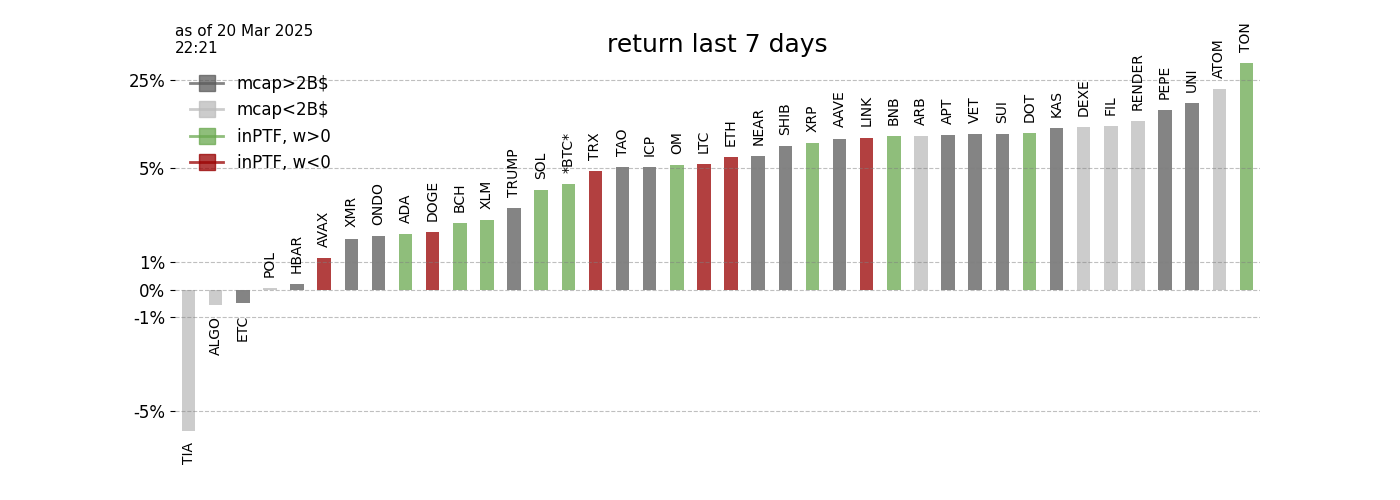 as of 20 Mar 2025
22:21
return last 7 days
mcap>2B$
mcap<2B$
inPTF, w>0
inPTF, w<0
25%
5%
1%
0%
-1%
-5%
TIA
ALGO
ETC
POL
HBAR
AVAX
XMR
ONDO
ADA
DOGE
BCH
XLM
TRUMP
SOL
*BTC*
TRX
TAO
ICP
OM
LTC
ETH
NEAR
SHIB
XRP
AAVE
LINK
BNB
ARB
APT
VET
SUI
DOT
KAS
DEXE
FIL
RENDER
PEPE
UNI
ATOM
TON